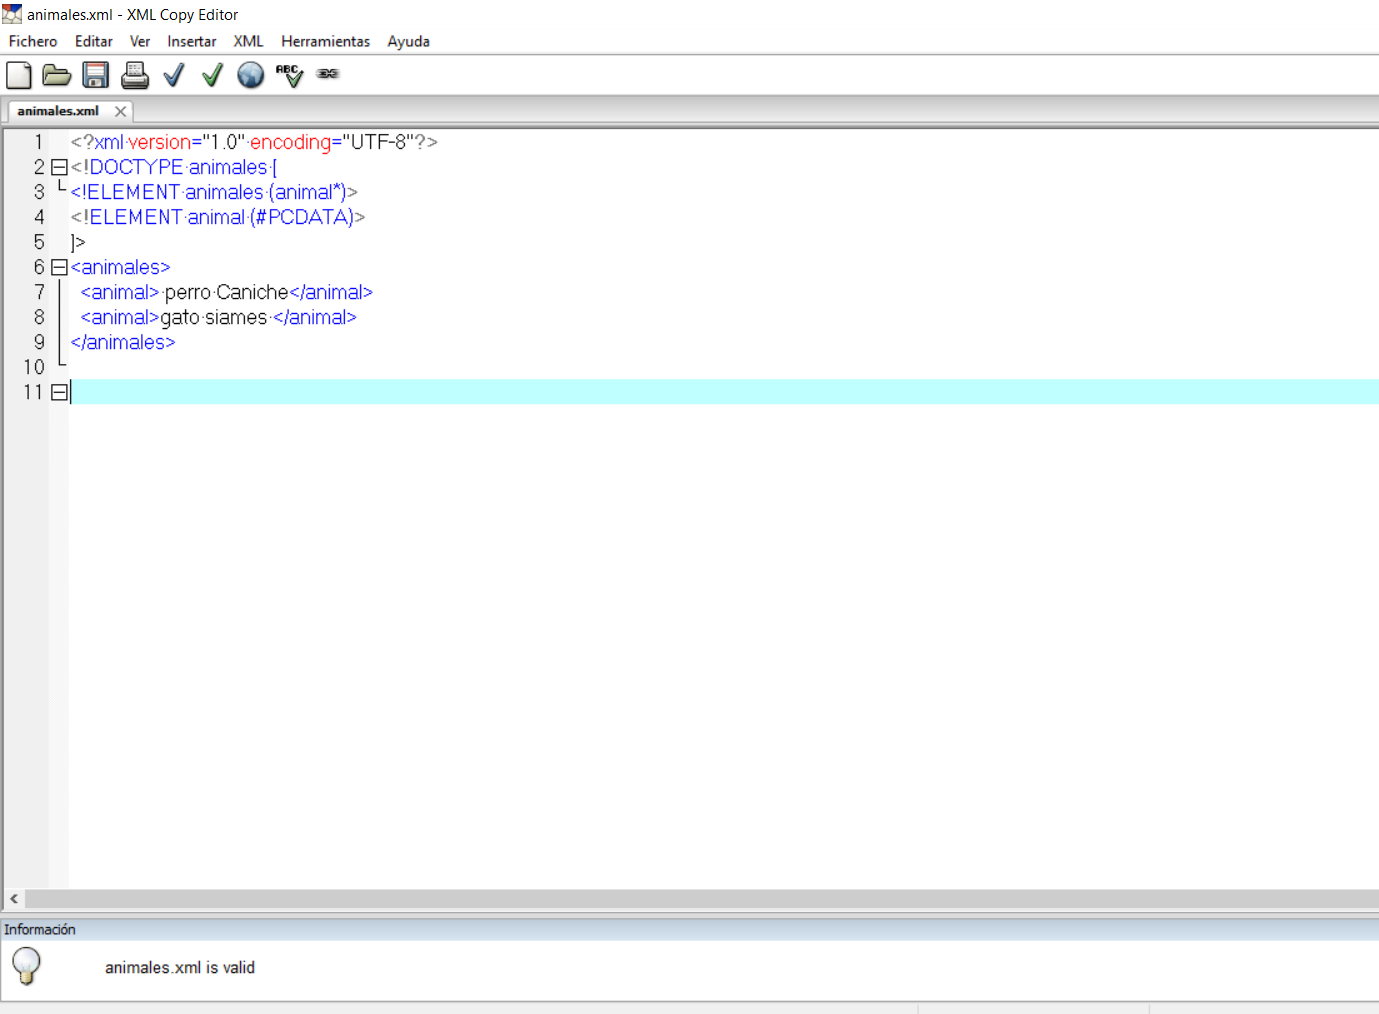 animales.xml - XML Copy Editor
Fichero Editar Ver Insertar XML Herramientas Ayuda
ABC
animales.xml
1 <?xml version="1.0" encoding="UTF-8"?>
2 <!DOCTYPE animales [
3 <!ELEMENT animales (animal*)>
4 <!ELEMENT animal (#PCDATA)>
5 ]>
6 <animales>
7 <animal> perro Caniche</animal>
8 <animal>gato siames </animal>
9 </animales>
10
11
Información
animales.xml is valid